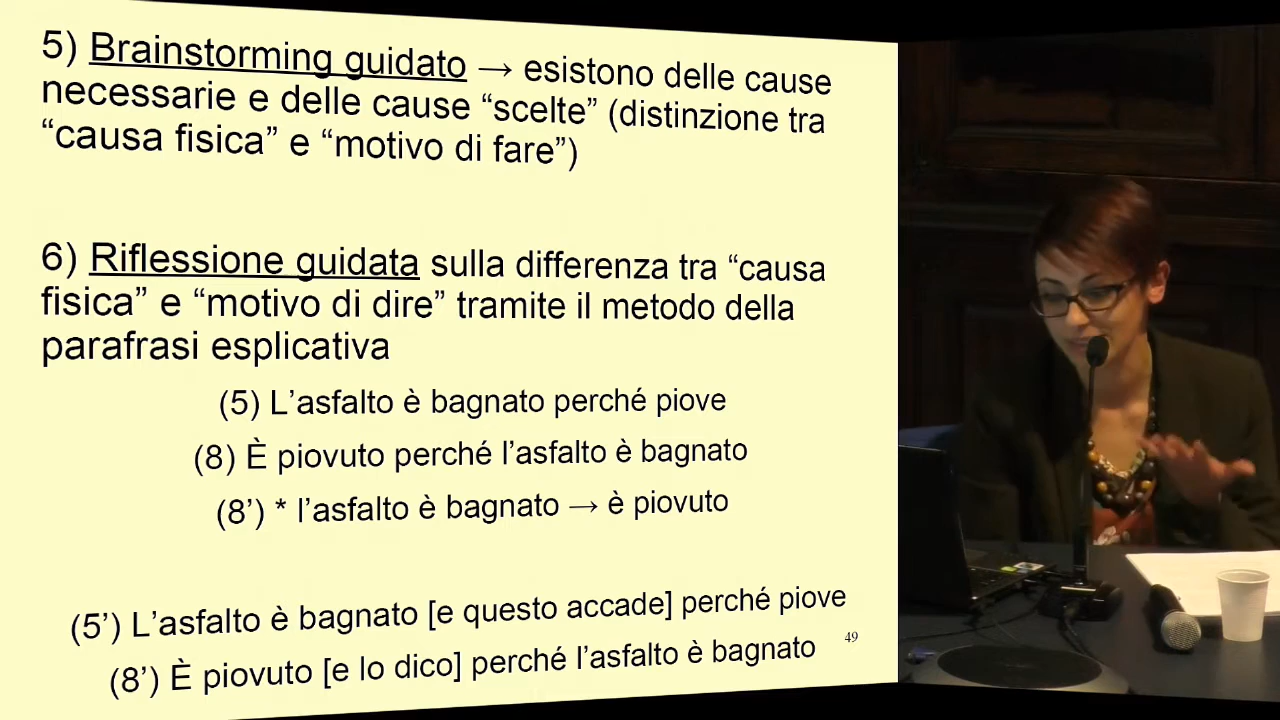 5) Brainstorming guidato → esistono delle cause
necessarie e delle cause “scelte” (distinzione tra
“causa fisica” e “motivo di fare”)
6) Riflessione guidata sulla differenza tra “causa
fisica” e “motivo di dire” tramite il metodo della
parafrasi esplicativa
(5) L’asfalto è bagnato perché piove
(8) È piovuto perché l’asfalto è bagnato
(8’) * l’asfalto è bagnato → è piovuto
(5’) L’asfalto è bagnato [e questo accade] perché piove
(8’) È piovuto [e lo dico] perché l’asfalto è bagnato
49